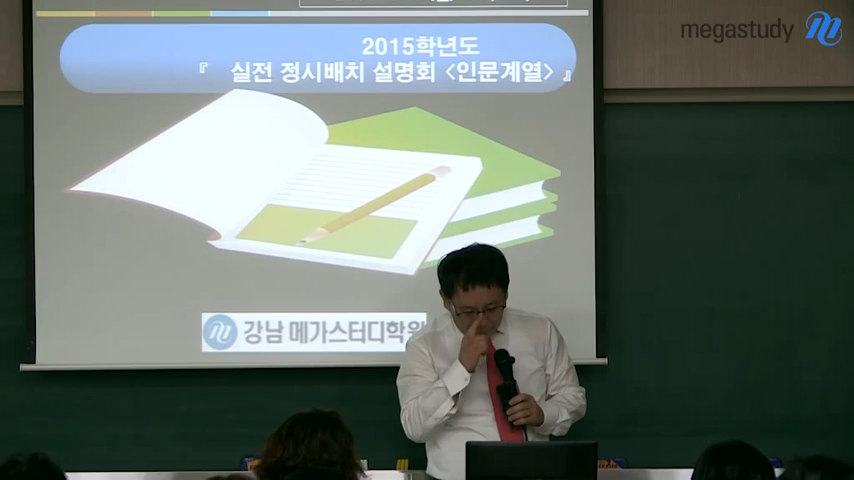 megastudy
2015학년도
『 실전 정시배치 설명회 <인문계열> 』
강남 메가스터디학원